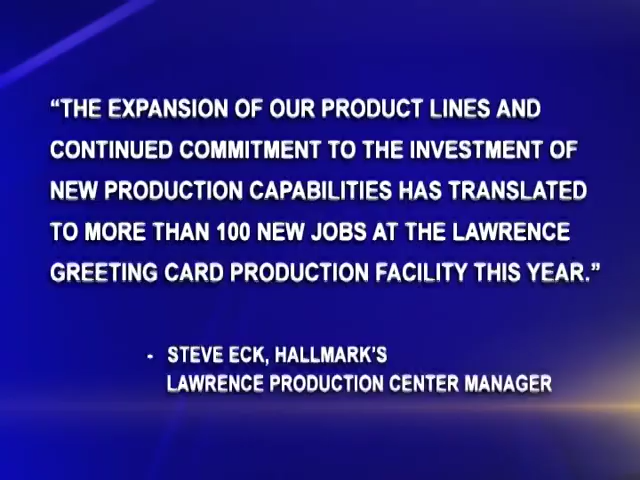 “THE EXPANSION OF OUR PRODUCT LINES AND
CONTINUED COMMITMENT TO THE INVESTMENT OF
NEW PRODUCTION CAPABILITIES HAS TRANSLATED
TO MORE THAN 100 NEW JOBS AT THE LAWRENCE
GREETING CARD PRODUCTION FACILITY THIS YEAR.”
- STEVE ECK, HALLMARK’S
LAWRENCE PRODUCTION CENTER MANAGER